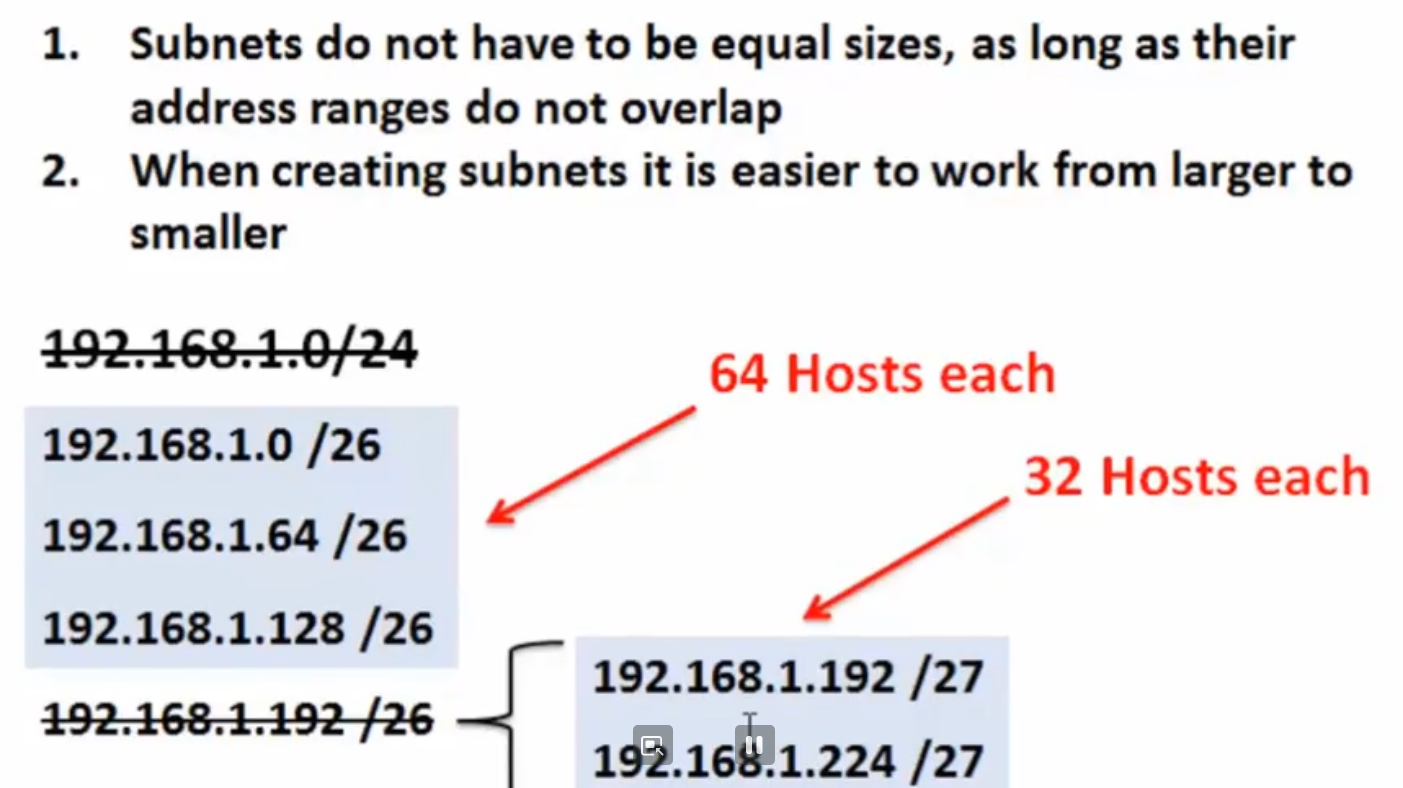 1. Subnets do not have to be equal sizes, as long as their
address ranges do not overlap
2. When creating subnets it is easier to work from larger to
smaller
192.168.1.0/24
64 Hosts each
192.168.1.0 /26
32 Hosts each
192.168.1.64 /26
192.168.1.128 /26
192.168.1.192 /27
192.168.1.192 /26
192.168.1.224 /27